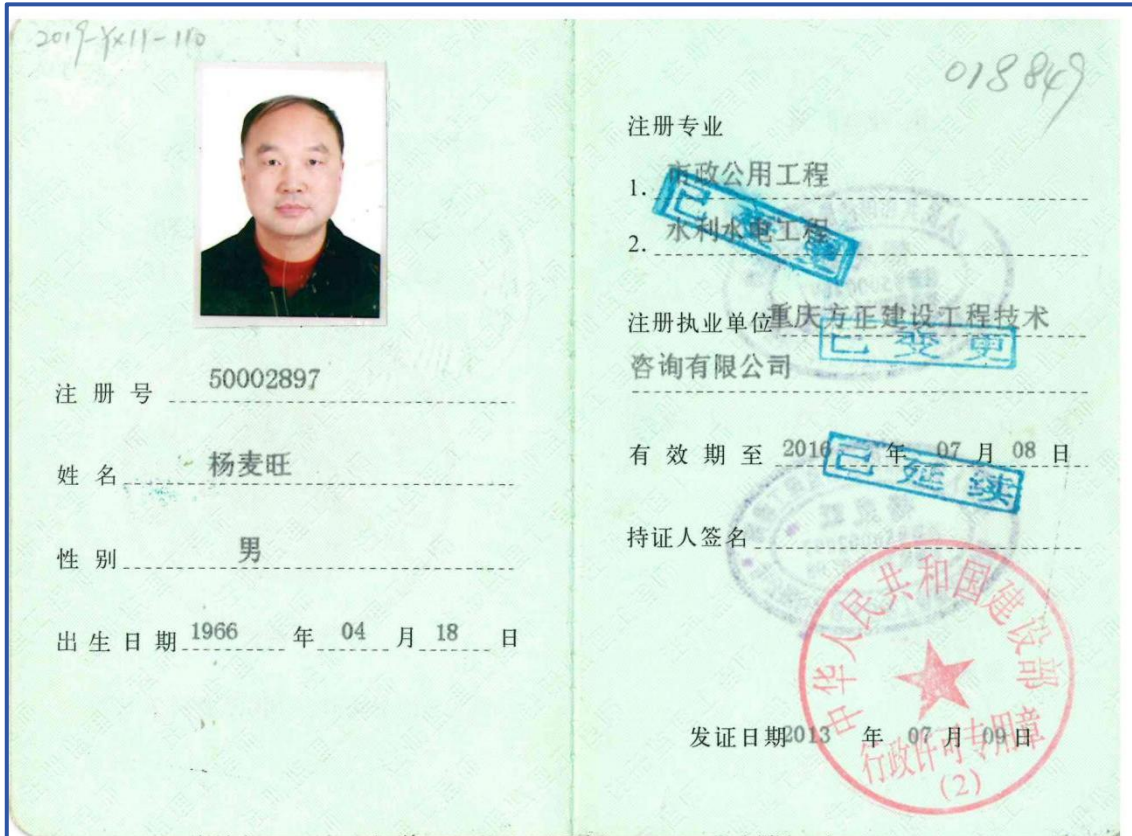 2019-YX11-110
注册号 50002897
姓名 杨麦旺
性别 男
出生日期 1966 年 04 月 18 日
018849
注册专业
1. 市政公用工程
2. 水利水电工程
已变更
注册执业单位 重庆方正建设工程技术
已变更
咨询有限公司
有效期至 2016 年 07 月 08 日
已延续
持证人签名
中华人民共和国建设部
发证日期 2013 年 07 月 09 日
行政许可专用章
(2)